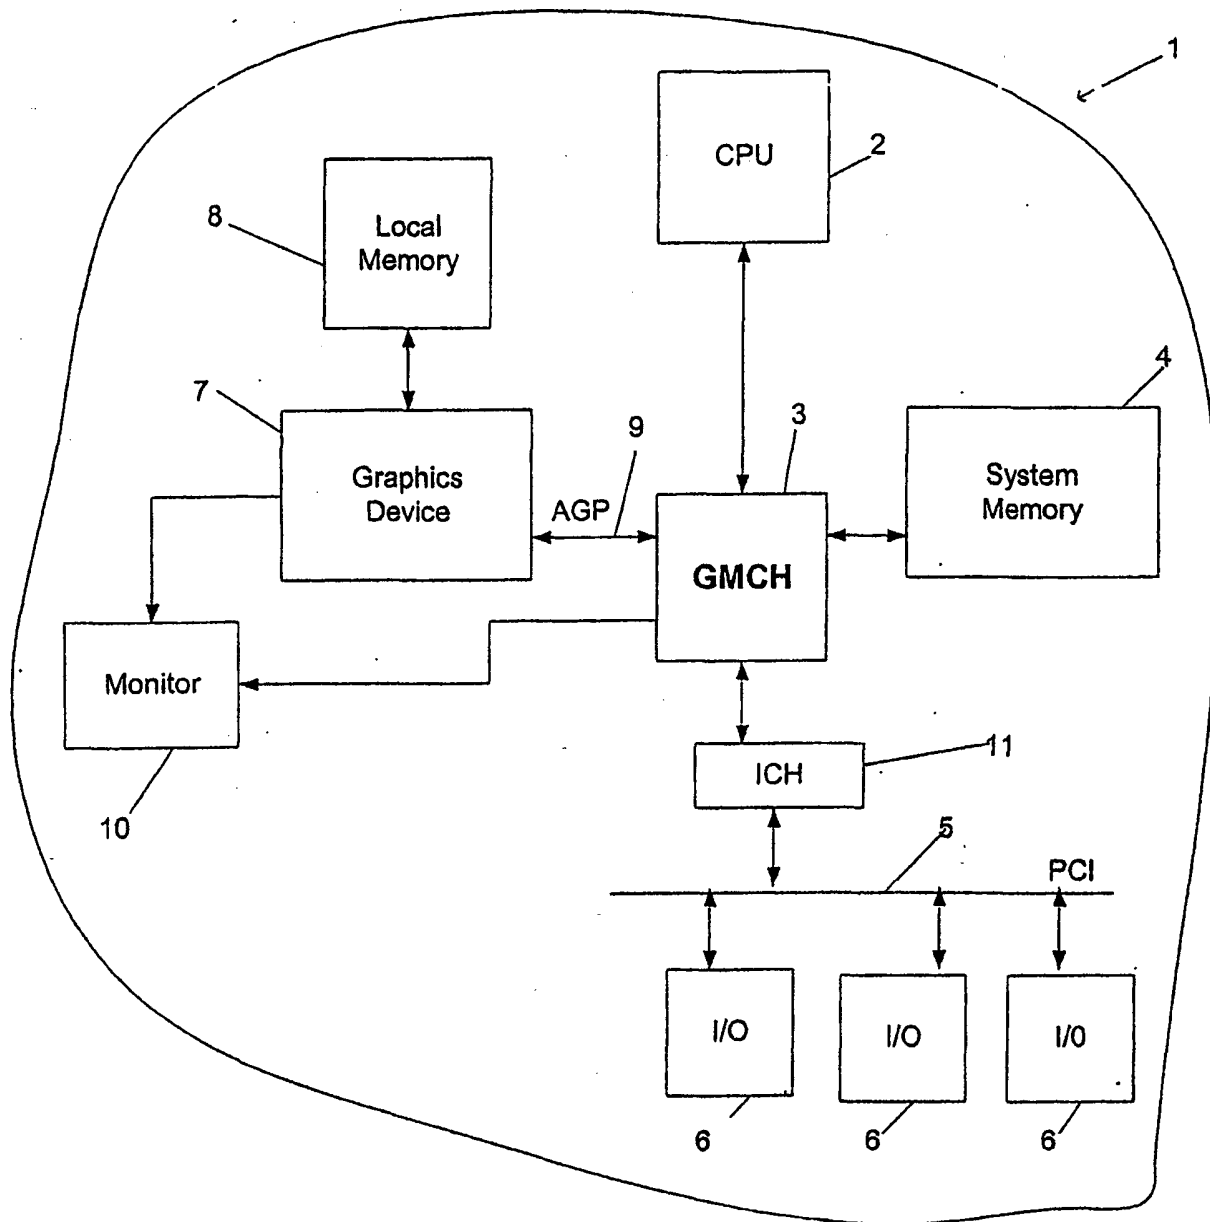 1
CPU
2
8
Local
Memory
7
Graphics
Device
AGP
9
3
GMCH
4
System
Memory
Monitor
10
ICH
11
5
PCI
I/O
I/O
I/0
6
6
6